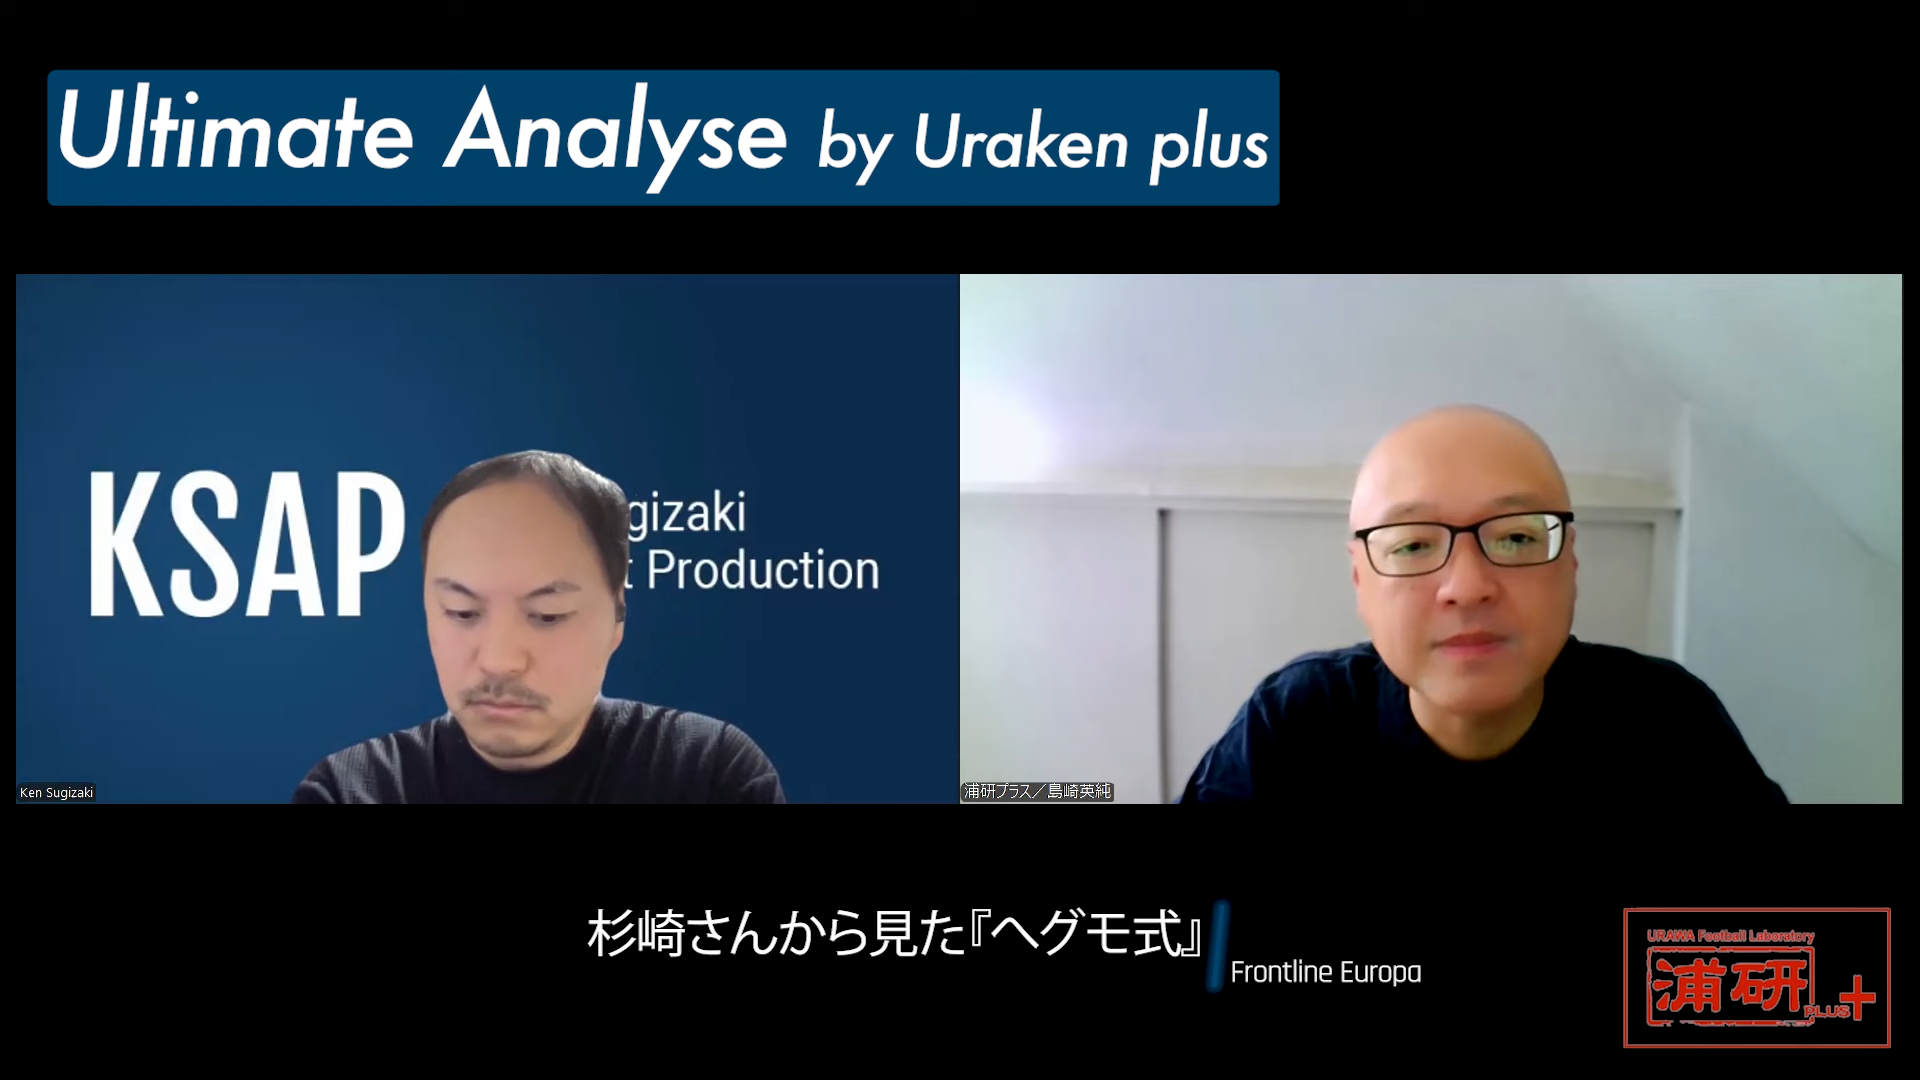 Ultimate Analyse by Uraken plus
KSAP
gizaki
t Production
Ken Sugizaki
浦研プラス／島崎英純
杉崎さんから見た『ヘグモ式』
Frontline Europa
URAWA Football Laboratory
浦研
PLUS+